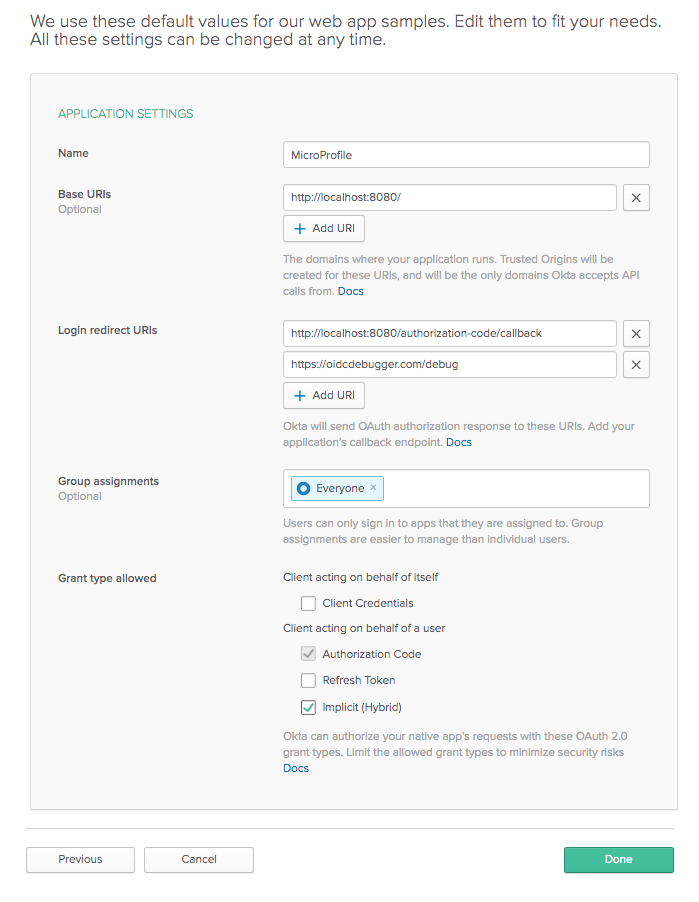 We use these default values for our web app samples. Edit them to fit your needs.
All these settings can be changed at any time.
APPLICATION SETTINGS
Name
MicroProfile
Base URIs
Optional
http://localhost:8080/
+ Add URI
The domains where your application runs. Trusted Origins will be
created for these URIs, and will be the only domains Okta accepts API
calls from. Docs
Login redirect URIs
http://localhost:8080/authorization-code/callback
https://oidcdebugger.com/debug
+ Add URI
Okta will send OAuth authorization response to these URIs. Add your
application's callback endpoint. Docs
Group assignments
Optional
Everyone ×
Users can only sign in to apps that they are assigned to. Group
assignments are easier to manage than individual users.
Grant type allowed
Client acting on behalf of itself
Client Credentials
Client acting on behalf of a user
Authorization Code
Refresh Token
Implicit (Hybrid)
Okta can authorize your native app's requests with these OAuth 2.0
grant types. Limit the allowed grant types to minimize security risks
Docs
Previous
Cancel
Done